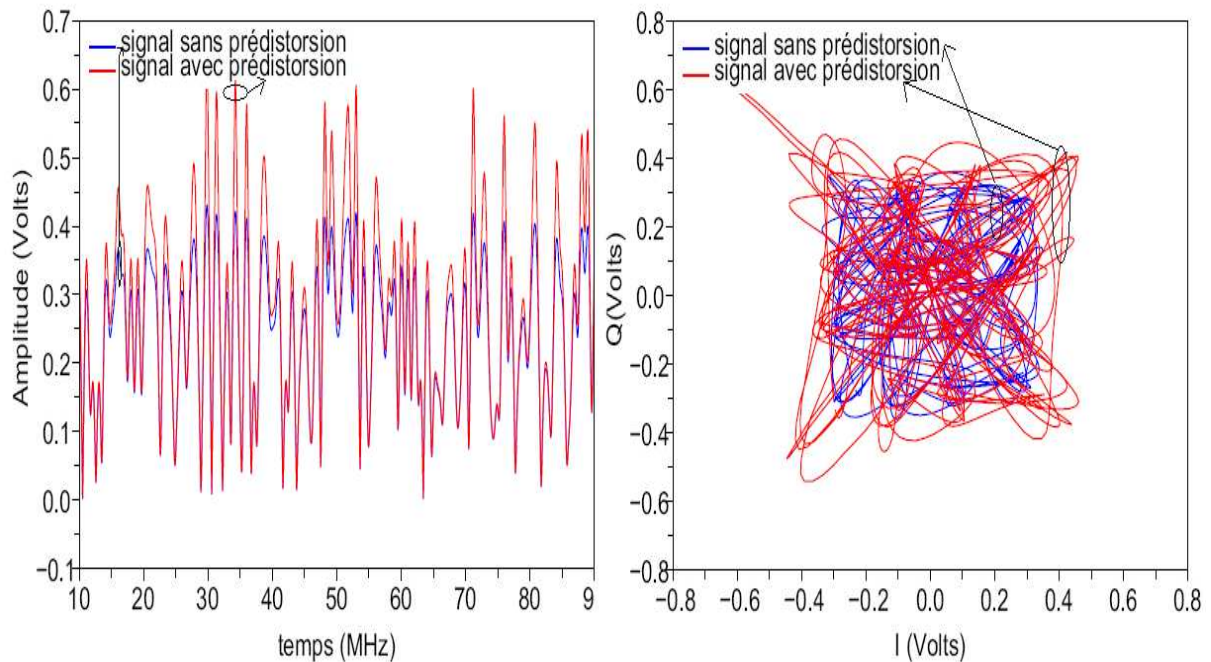 0.7
0.6
0.5
0.4
0.3
0.2
0.1
0.0
−0.1
Amplitude (Volts)
signal sans prédistorsion
signal avec prédistorsion
10 20 30 40 50 60 70 80 9
temps (MHz)
0.8
0.6
0.4
0.2
0.0
−0.2
−0.4
−0.6
−0.8
Q(Volts)
signal sans prédistorsion
signal avec prédistorsion
−0.8 −0.6 −0.4 −0.2 0.0 0.2 0.4 0.6 0.8
I (Volts)